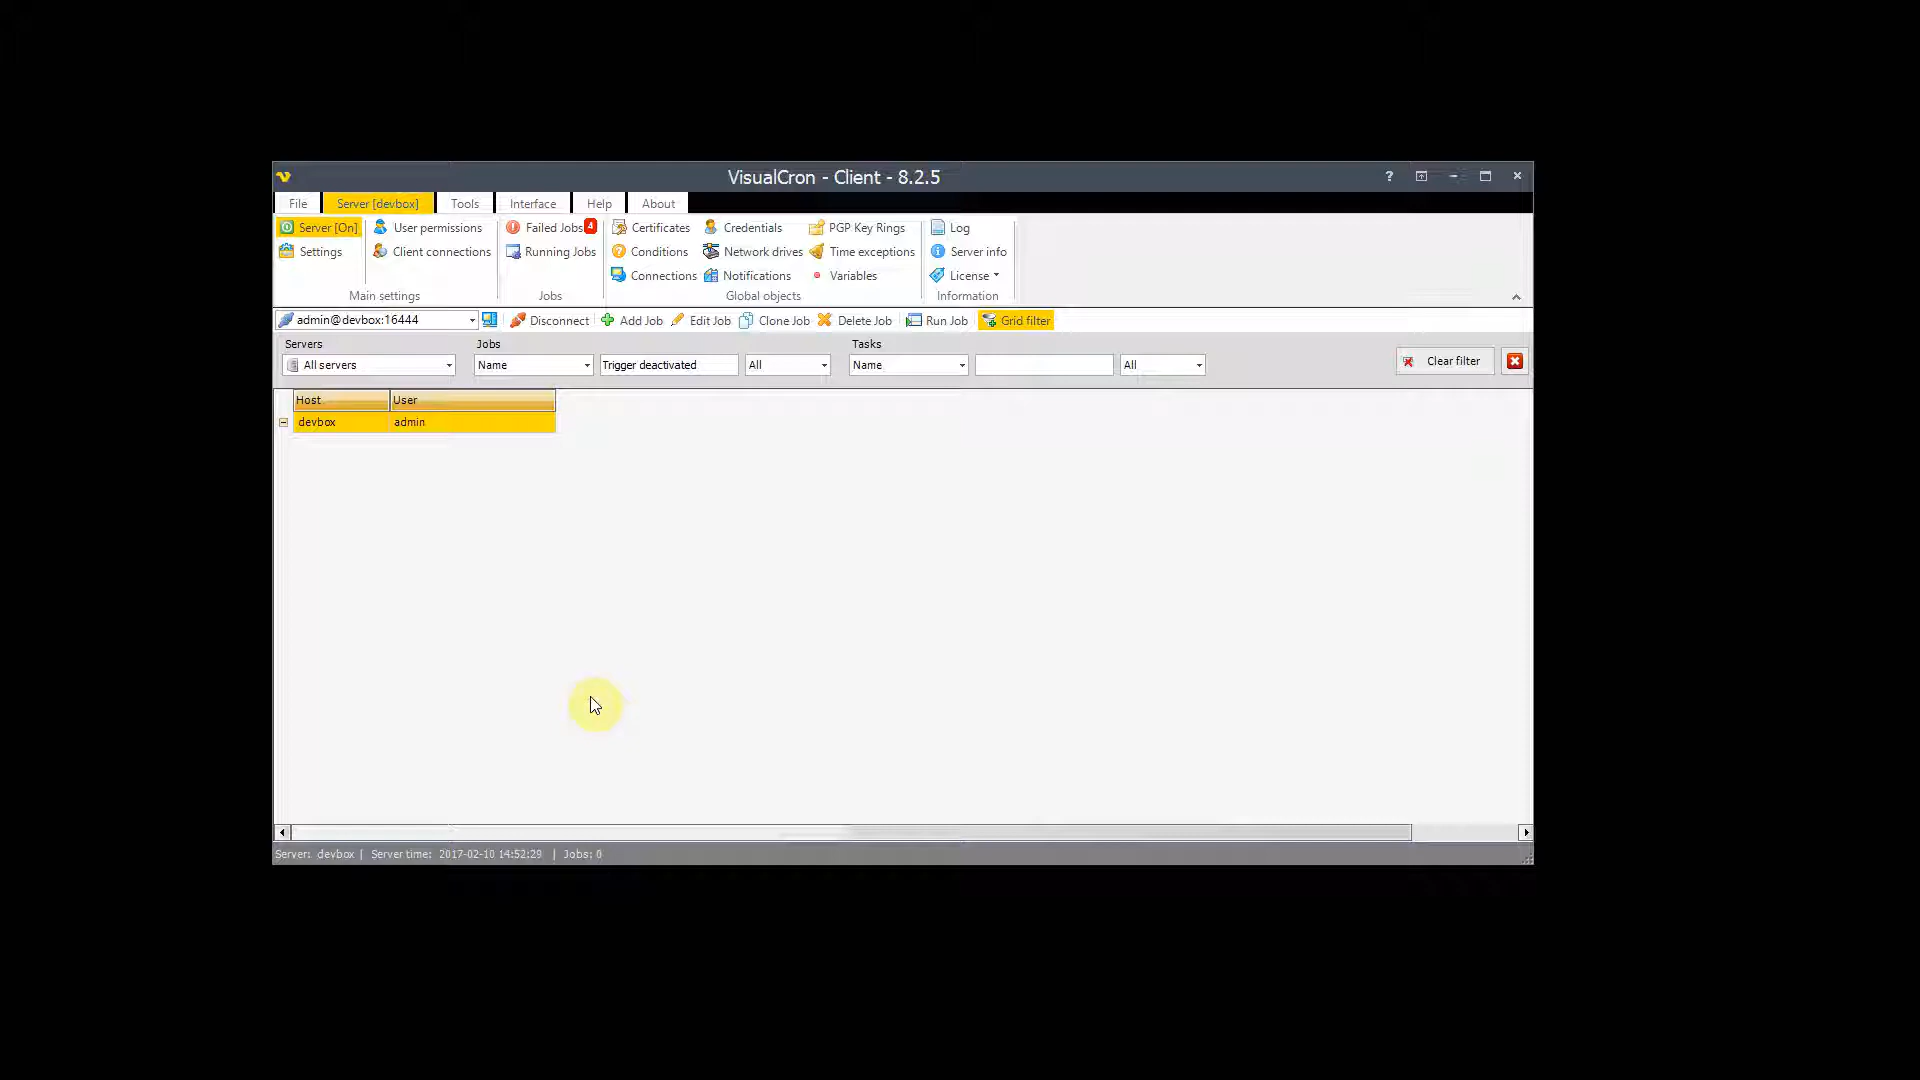 VisualCron - Client - 8.2.5
?
File Server [devbox] Tools Interface Help About
Server [On] User permissions Failed Jobs 4 Certificates Credentials PGP Key Rings Log
Settings Client connections Running Jobs Conditions Network drives Time exceptions Server info
Connections Notifications Variables License
Main settings Jobs Global objects Information
admin@devbox:16444 Disconnect Add Job Edit Job Clone Job Delete Job Run Job Grid filter
Servers Jobs Tasks
All servers Name Trigger deactivated All Name All Clear filter
Host User
devbox admin
Server: devbox | Server time: 2017-02-10 14:52:29 | Jobs: 0